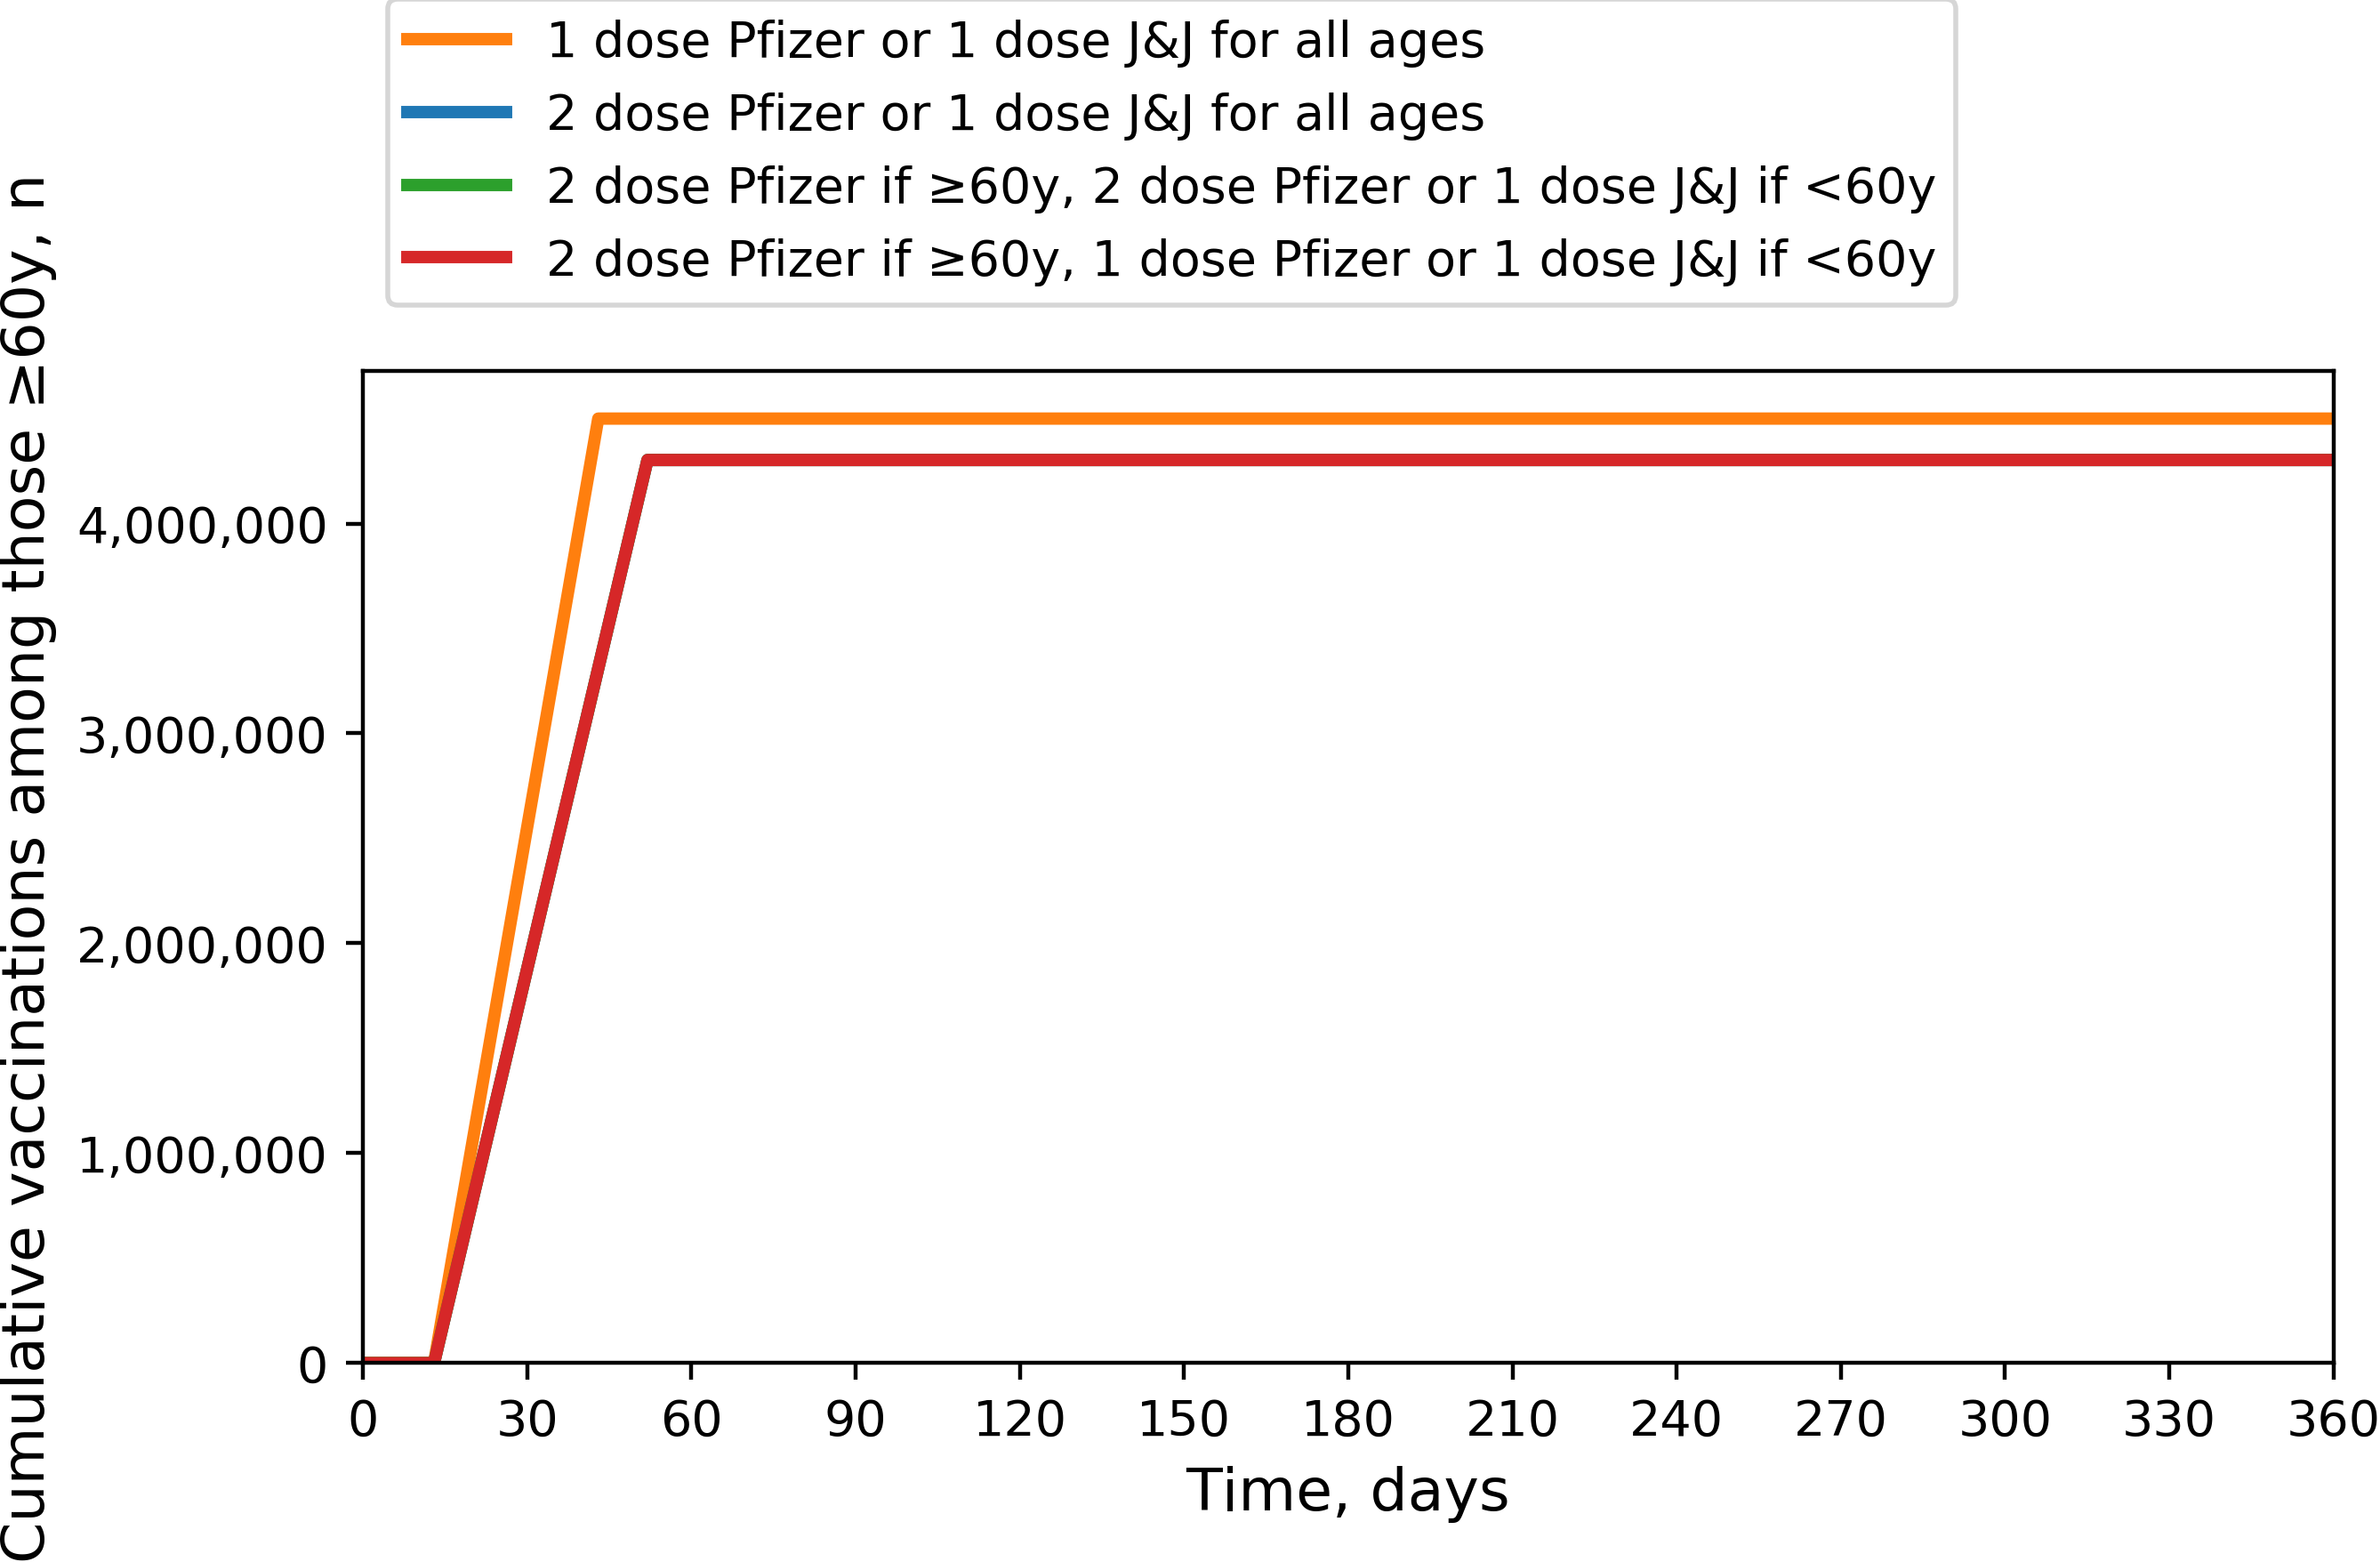 1 dose Pfizer or 1 dose J&J for all ages
2 dose Pfizer or 1 dose J&J for all ages
2 dose Pfizer if ≥60y, 2 dose Pfizer or 1 dose J&J if <60y
2 dose Pfizer if ≥60y, 1 dose Pfizer or 1 dose J&J if <60y
Cumulative vaccinations among those ≥60y, n
4,000,000
3,000,000
2,000,000
1,000,000
0
0 30 60 90 120 150 180 210 240 270 300 330 360
Time, days